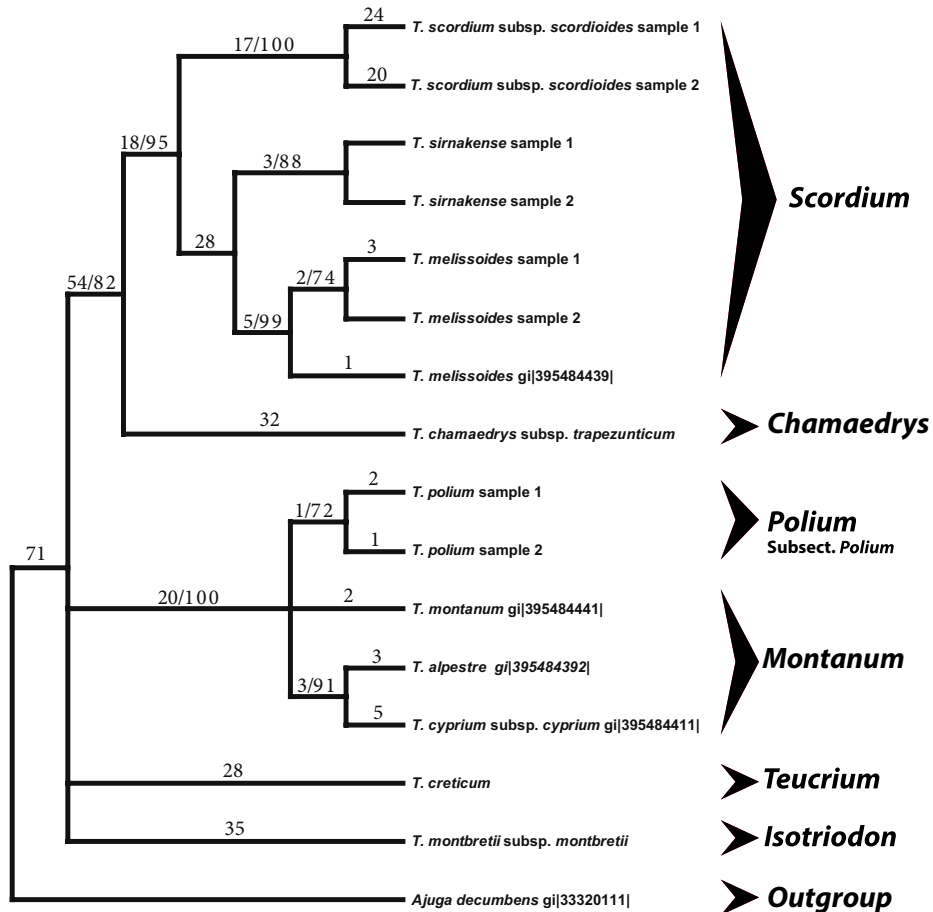 24
T. scordium subsp. scordioides sample 1
17/100
20
T. scordium subsp. scordioides sample 2
18/95
T. sirnakense sample 1
3/88
Scordium
T. sirnakense sample 2
28
3
T. melissoides sample 1
2/74
54/82
T. melissoides sample 2
5/99
1
T. melissoides gi|395484439|
32
T. chamaedrys subsp. trapezunticum
Chamaedrys
2
T. polium sample 1
1/72
Polium
Subsect. Polium
1
T. polium sample 2
71
20/100
2
T. montanum gi|395484441|
Montanum
3
T. alpestre gi|395484392|
3/91
5
T. cyprium subsp. cyprium gi|395484411|
28
T. creticum
Teucrium
35
T. montbretii subsp. montbretii
Isotriodon
Ajuga decumbens gi|33320111|
Outgroup